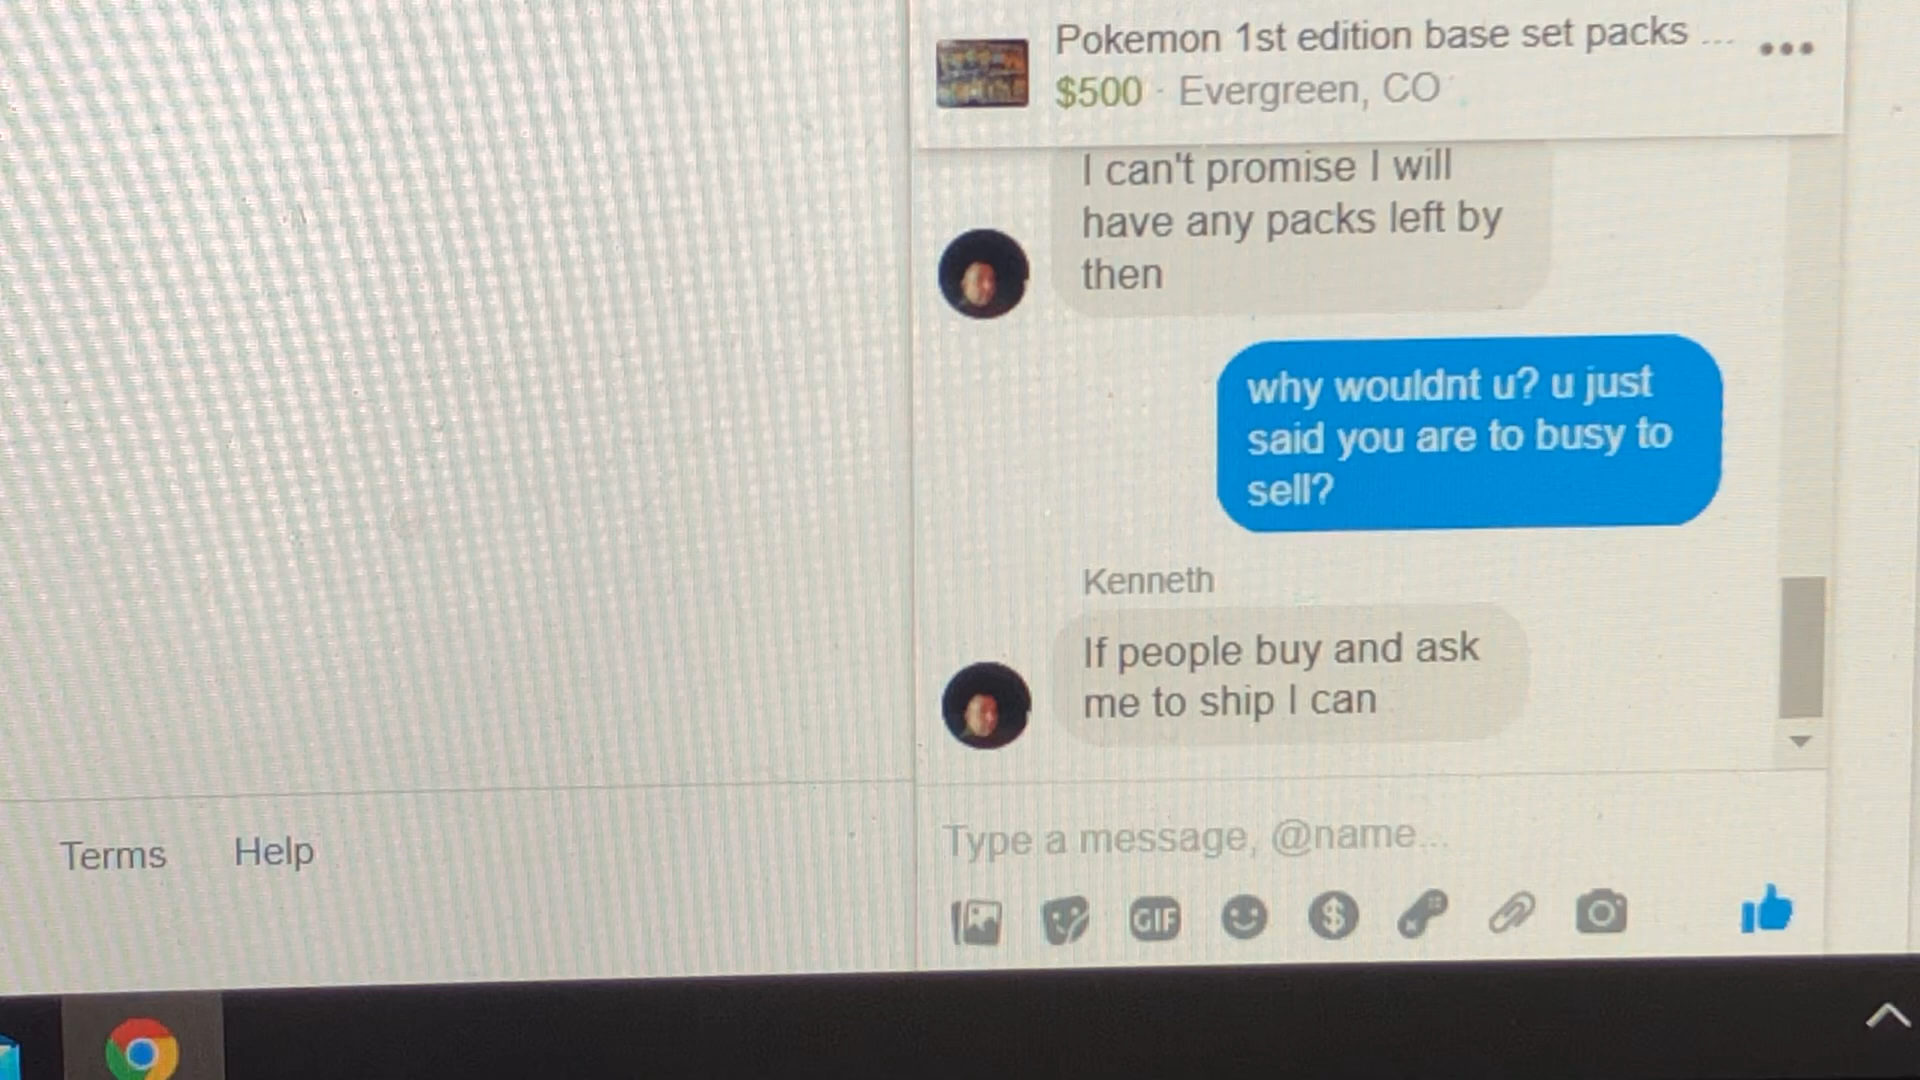 Pokemon 1st edition base set packs ...
$500 · Evergreen, CO
I can't promise I will
have any packs left by
then
why wouldnt u? u just
said you are to busy to
sell?
Kenneth
If people buy and ask
me to ship I can
Type a message, @name...
Terms Help
GIF